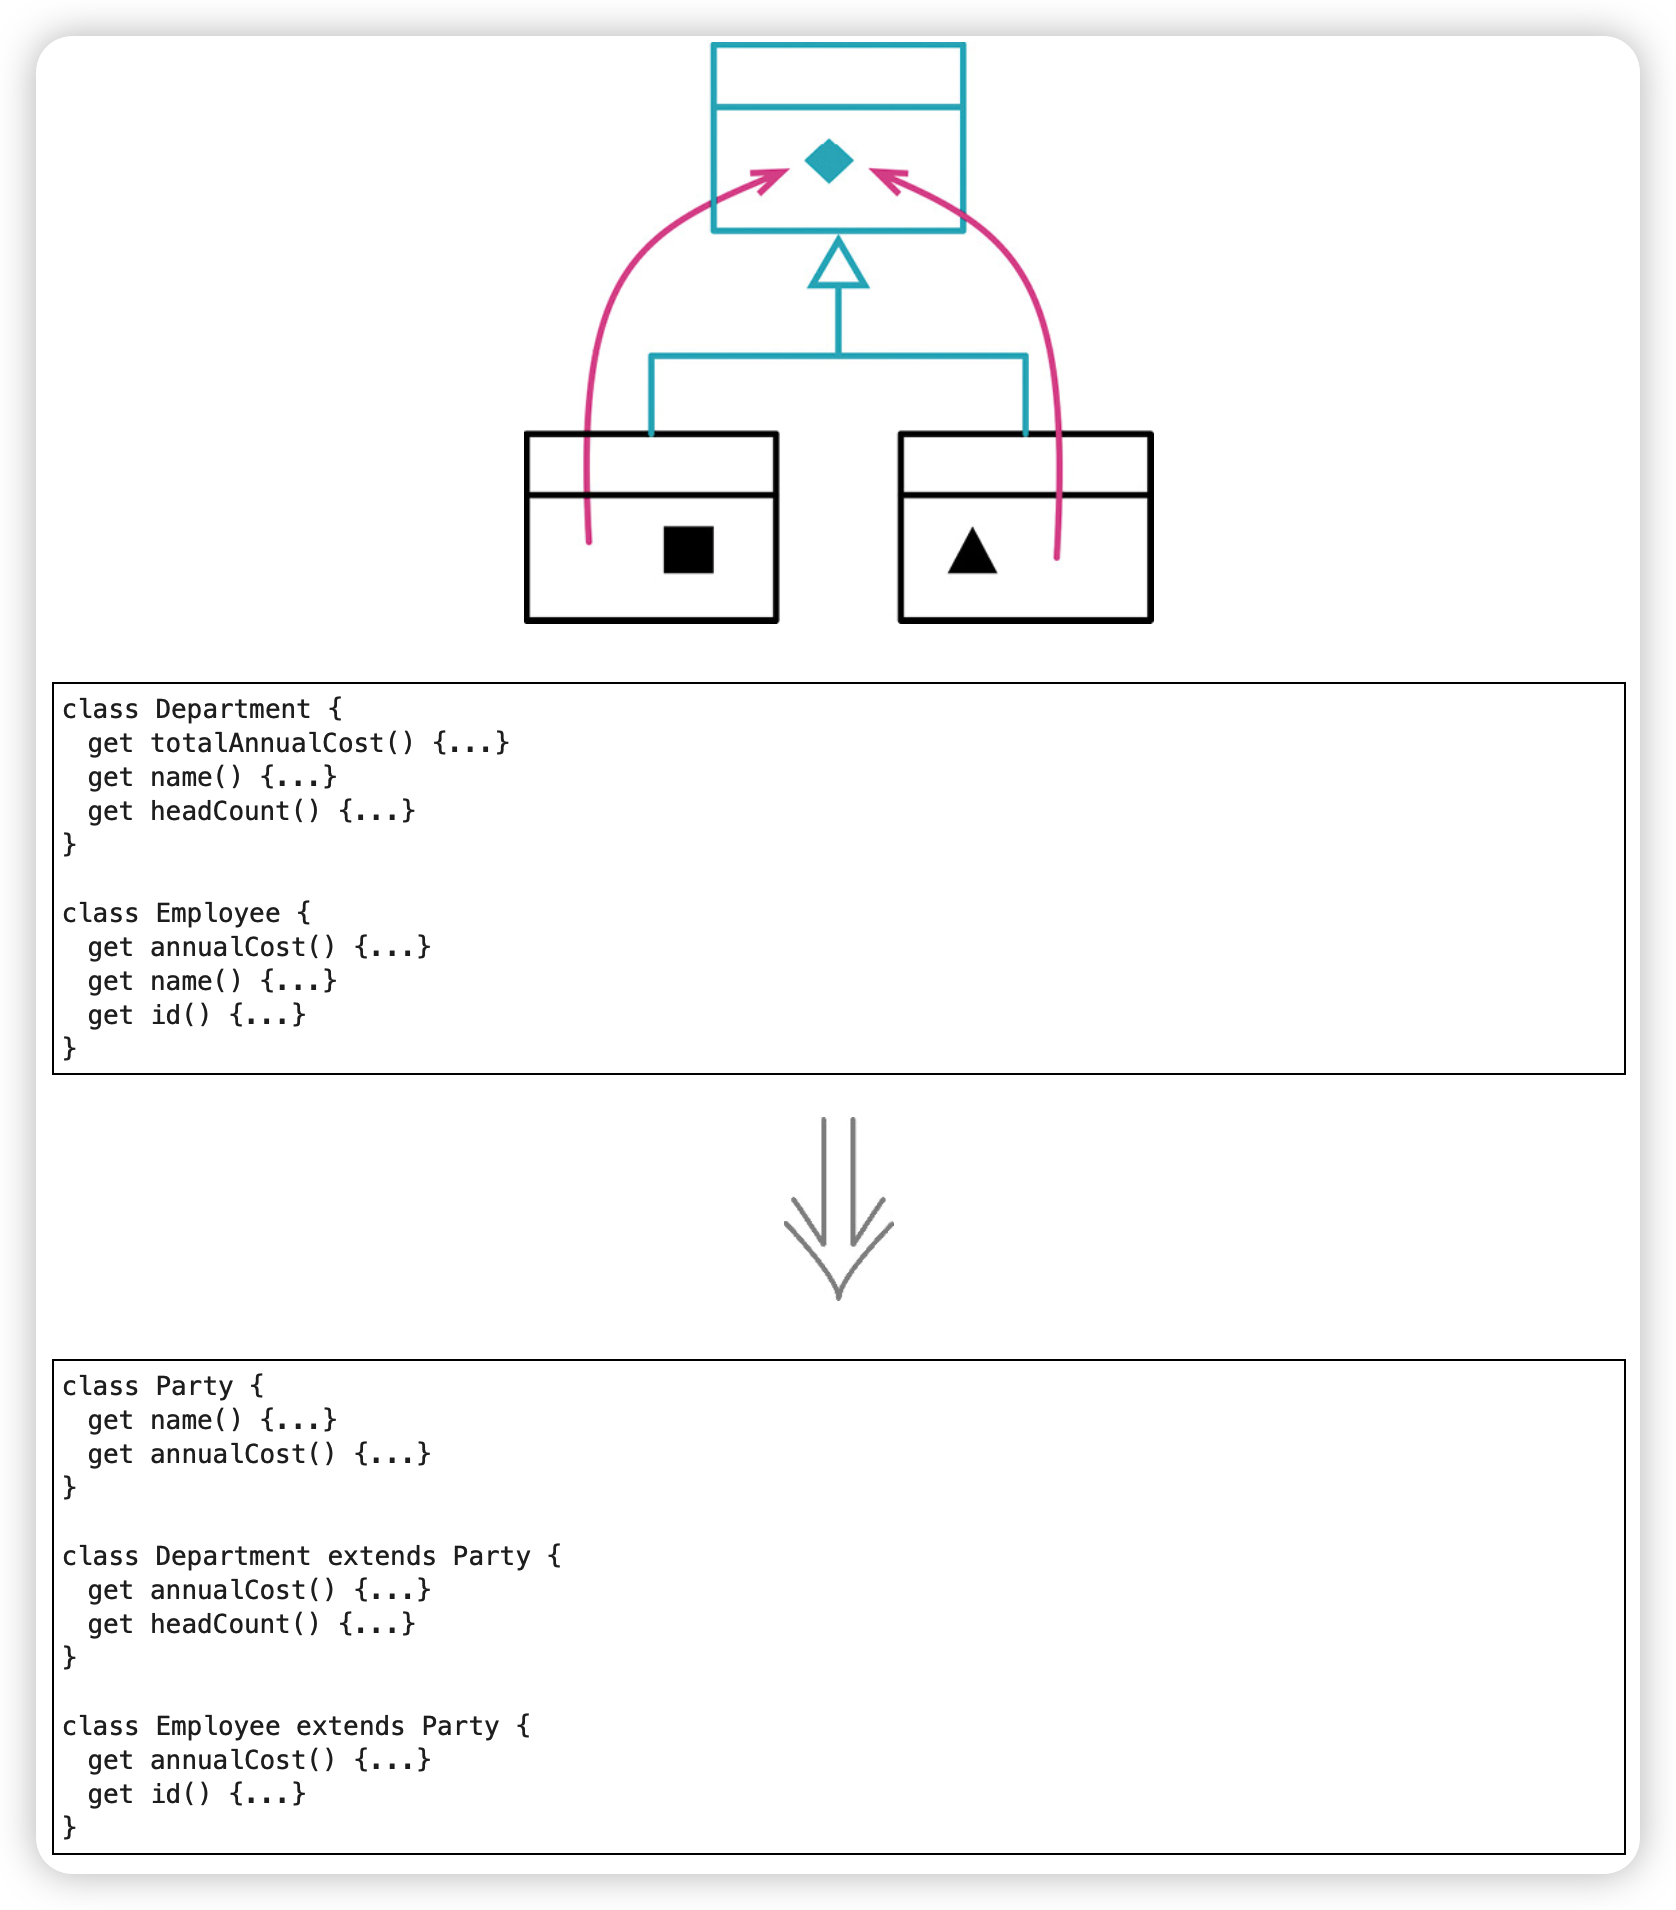 class Department {
  get totalAnnualCost() {...}
  get name() {...}
  get headCount() {...}
}
class Employee {
  get annualCost() {...}
  get name() {...}
  get id() {...}
}
class Party {
  get name() {...}
  get annualCost() {...}
}
class Department extends Party {
  get annualCost() {...}
  get headCount() {...}
}
class Employee extends Party {
  get annualCost() {...}
  get id() {...}
}